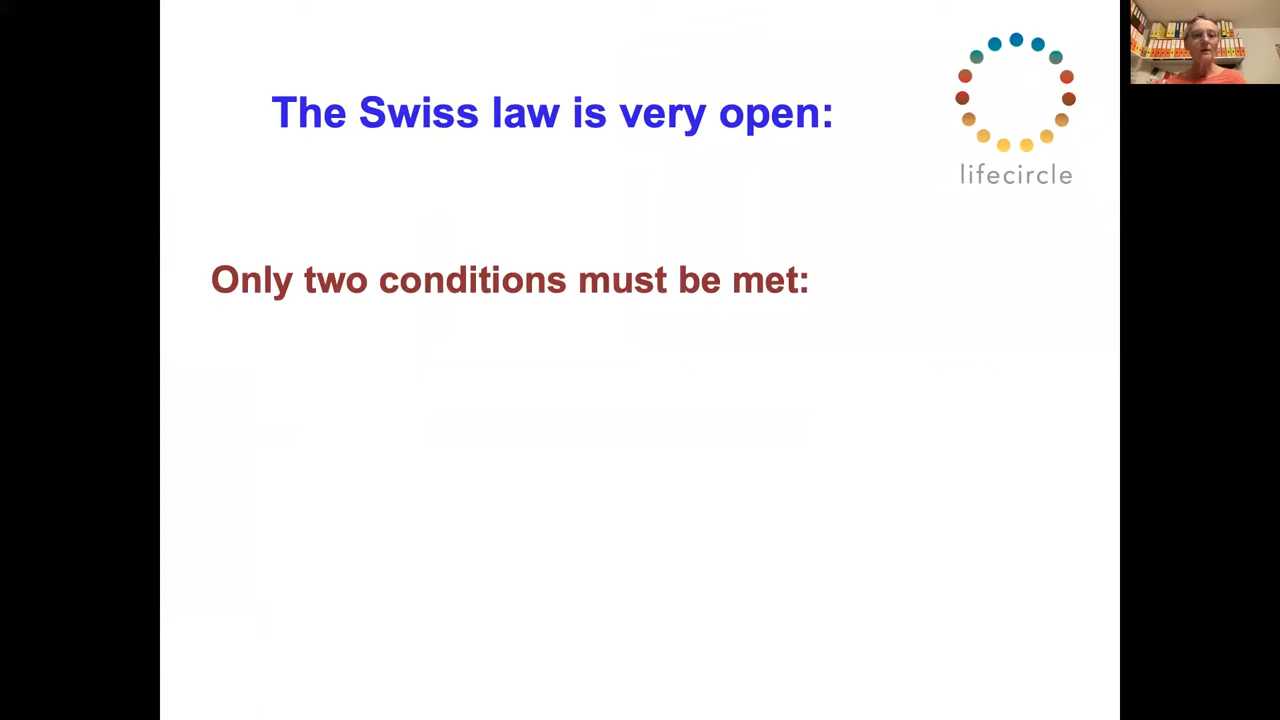 The Swiss law is very open:
lifecircle
Only two conditions must be met: